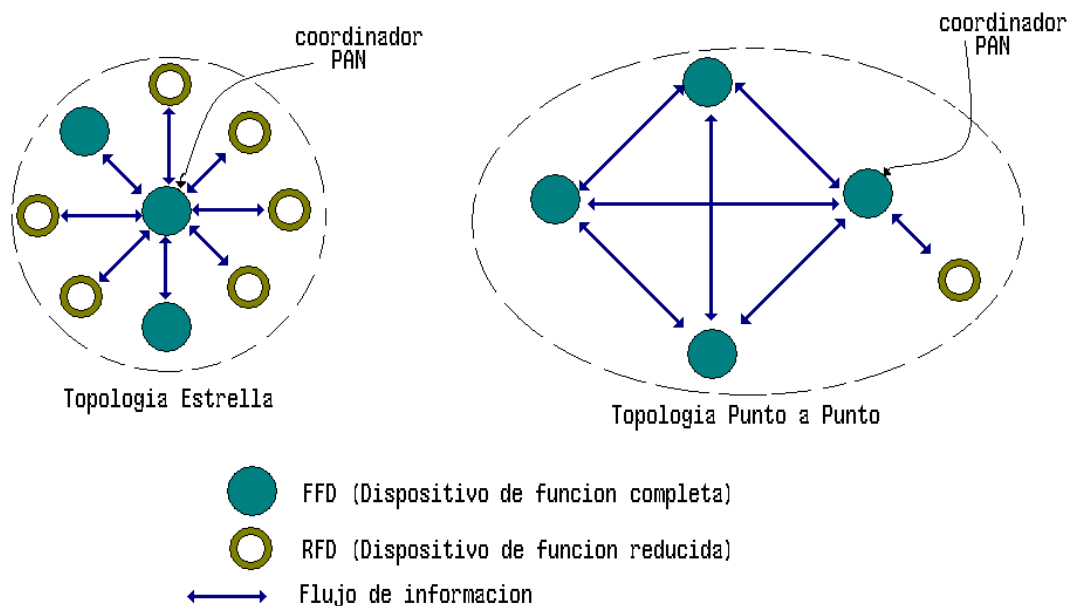 coordinador
PAN
coordinador
PAN
Topologia Estrella
Topologia Punto a Punto
FFD (Dispositivo de funcion completa)
RFD (Dispositivo de funcion reducida)
Flujo de informacion